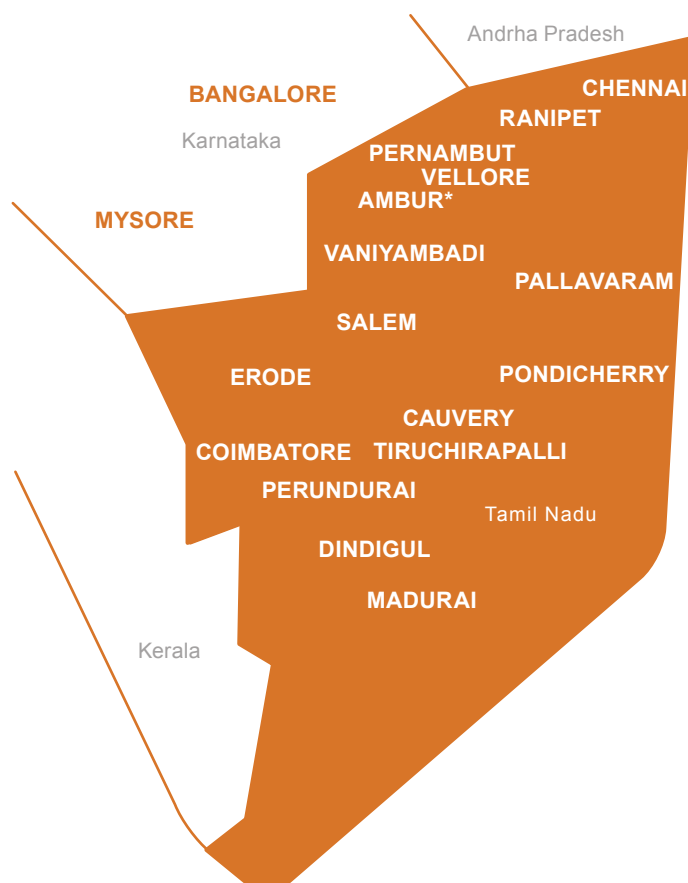 Andrha Pradesh
CHENNAI
BANGALORE
RANIPET
Karnataka
PERNAMBUT
VELLORE
AMBUR*
MYSORE
VANIYAMBADI
PALLAVARAM
SALEM
ERODE
PONDICHERRY
CAUVERY
COIMBATORE
TIRUCHIRAPALLI
PERUNDURAI
Tamil Nadu
DINDIGUL
MADURAI
Kerala